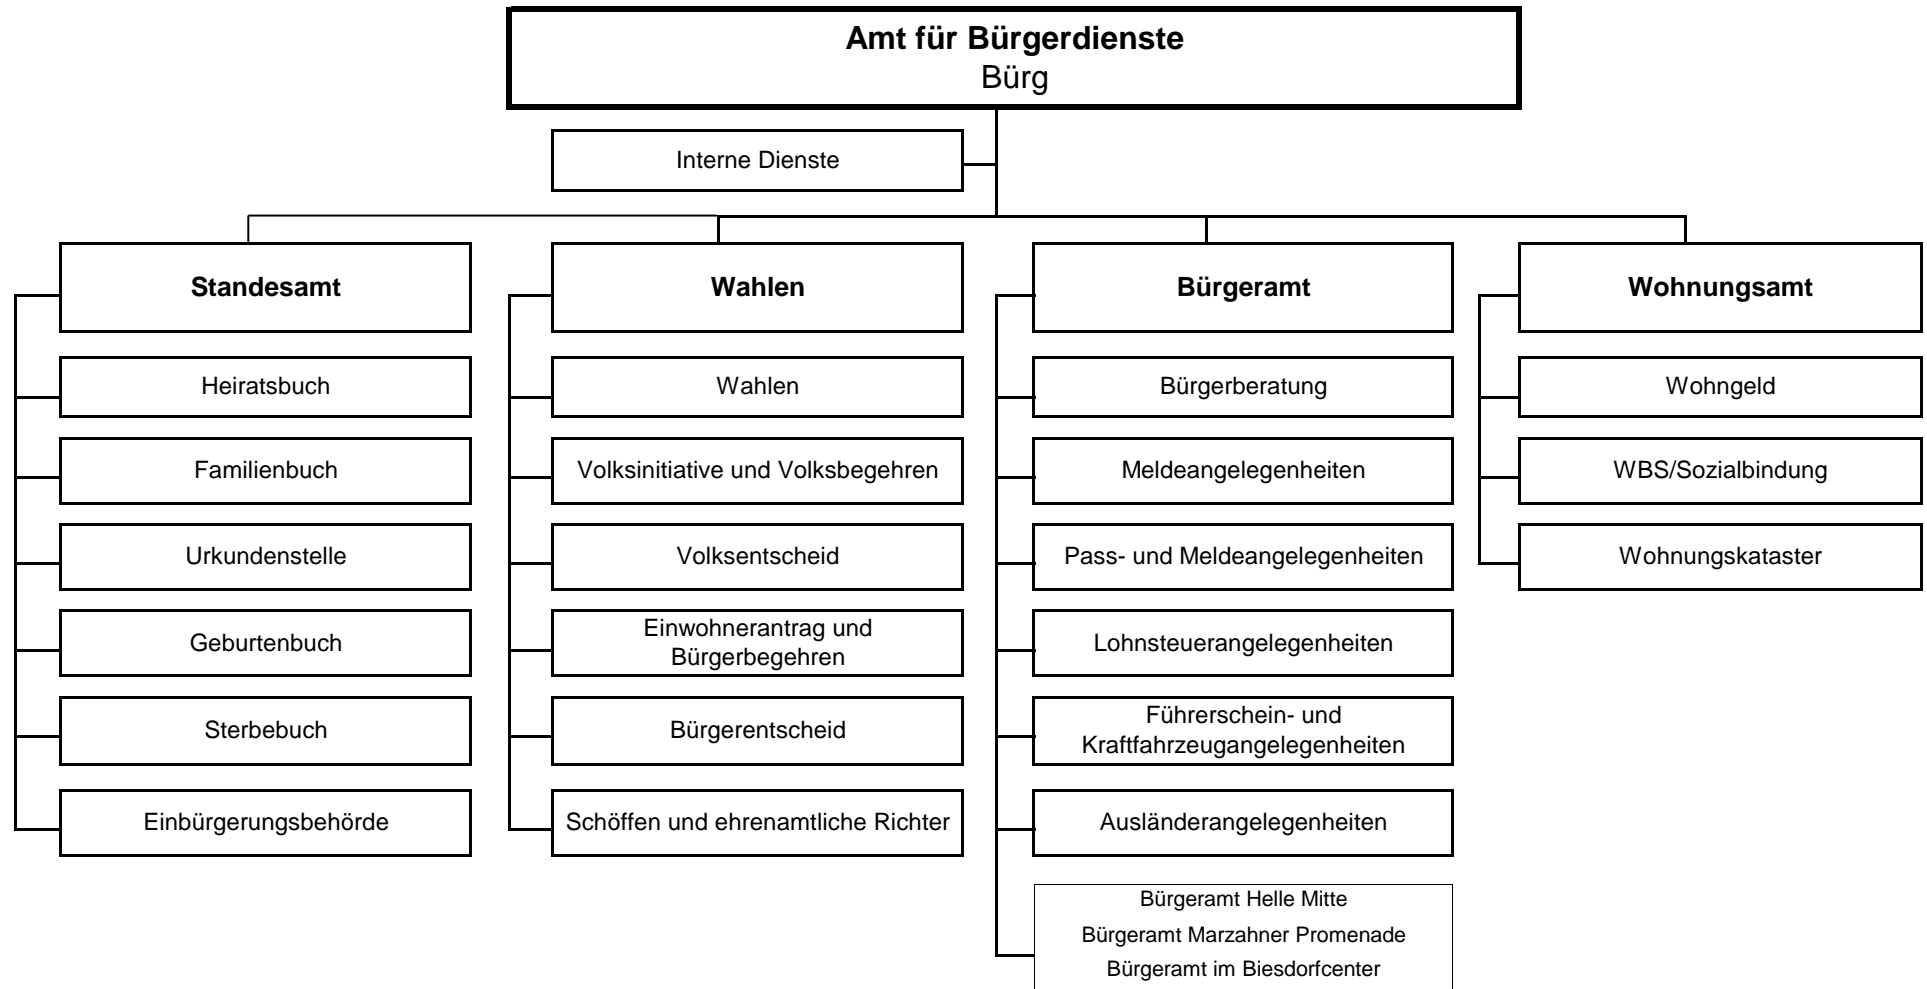 Amt für Bürgerdienste
Bürg
Interne Dienste
Standesamt
Heiratsbuch
Familienbuch
Urkundenstelle
Geburtenbuch
Sterbebuch
Einbürgerungsbehörde
Wahlen
Wahlen
Volksinitiative und Volksbegehren
Volksentscheid
Einwohnerantrag und
Bürgerbegehren
Bürgerentscheid
Schöffen und ehrenamtliche Richter
Bürgeramt
Bürgerberatung
Meldeangelegenheiten
Pass- und Meldeangelegenheiten
Lohnsteuerangelegenheiten
Führerschein- und
Kraftfahrzeugangelegenheiten
Ausländerangelegenheiten
Bürgeramt Helle Mitte
Bürgeramt Marzahner Promenade
Bürgeramt im Biesdorfcenter
Wohnungsamt
Wohngeld
WBS/Sozialbindung
Wohnungskataster